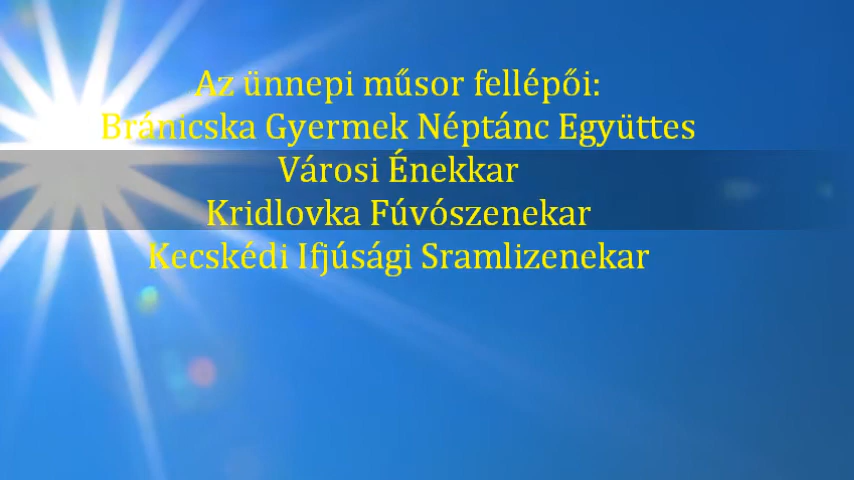 Az ünnepi műsor fellépői:
Bránicska Gyermek Néptánc Együttes
Városi Énekkar
Kridlovka Fúvószenekar
Kecskédi Ifjúsági Sramlizenekar